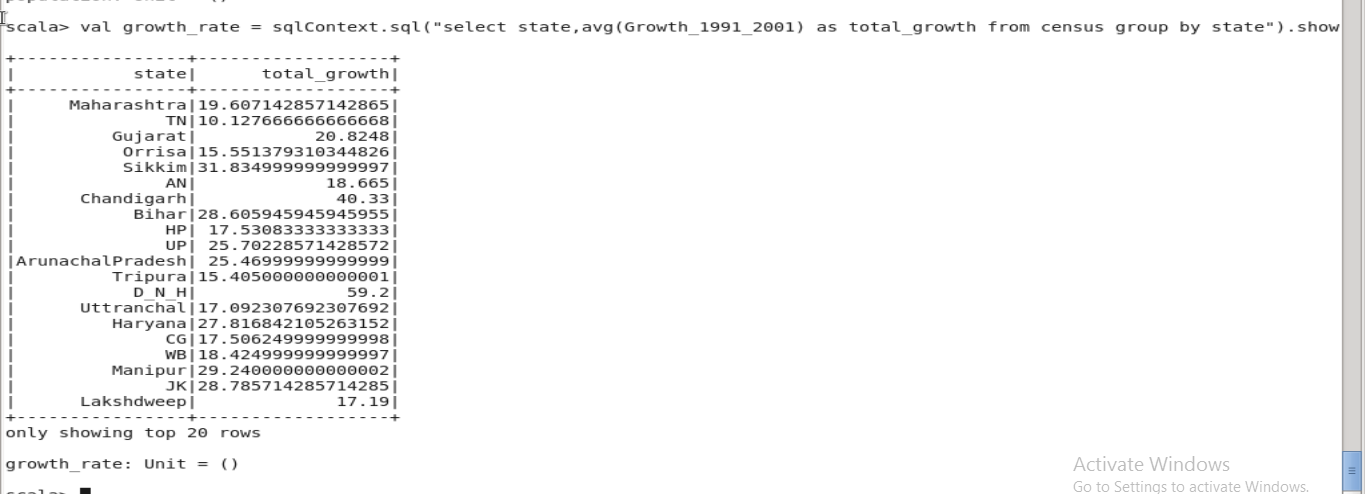 scala> val growth_rate = sqlContext.sql("select state,avg(Growth_1991_2001) as total_growth from census group by state").show
+----------------+------------------+
|           state|      total_growth|
+----------------+------------------+
|     Maharashtra|19.607142857142865|
|              TN|10.127666666666668|
|         Gujarat|           20.8248|
|          Orrisa|15.551379310344826|
|          Sikkim|31.834999999999997|
|              AN|            18.665|
|      Chandigarh|             40.33|
|           Bihar|28.605945945945955|
|              HP| 17.53083333333333|
|              UP| 25.70228571428572|
|ArunachalPradesh| 25.46999999999999|
|         Tripura|15.405000000000001|
|           D_N_H|              59.2|
|      Uttranchal|17.092307692307692|
|         Haryana|27.816842105263152|
|              CG|17.506249999999998|
|              WB|18.424999999999997|
|         Manipur|29.240000000000002|
|              JK|28.785714285714285|
|      Lakshdweep|             17.19|
+----------------+------------------+
only showing top 20 rows
growth_rate: Unit = ()
Activate Windows
Go to Settings to activate Windows.